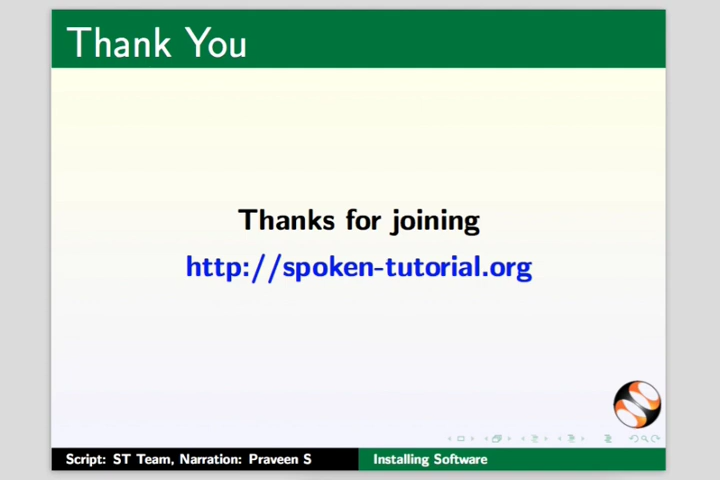 Thank You
Thanks for joining
http://spoken-tutorial.org
Script: ST Team, Narration: Praveen S
Installing Software